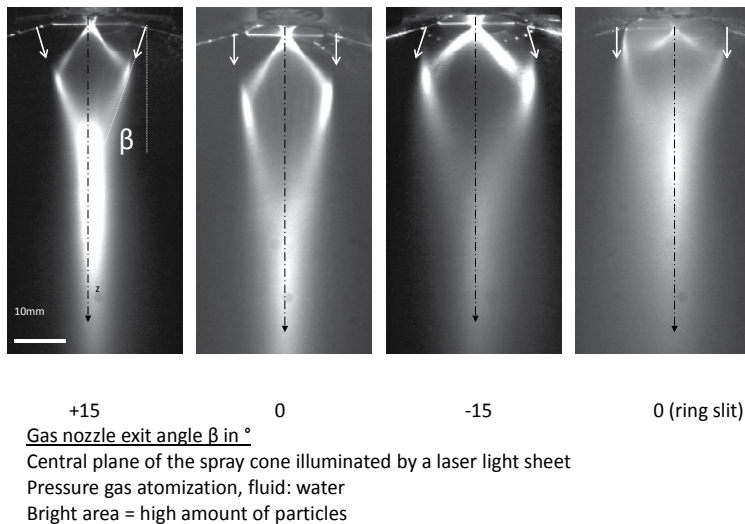 β
z
10mm
+15
0
-15
0 (ring slit)
Gas nozzle exit angle β in °
Central plane of the spray cone illuminated by a laser light sheet
Pressure gas atomization, fluid: water
Bright area = high amount of particles